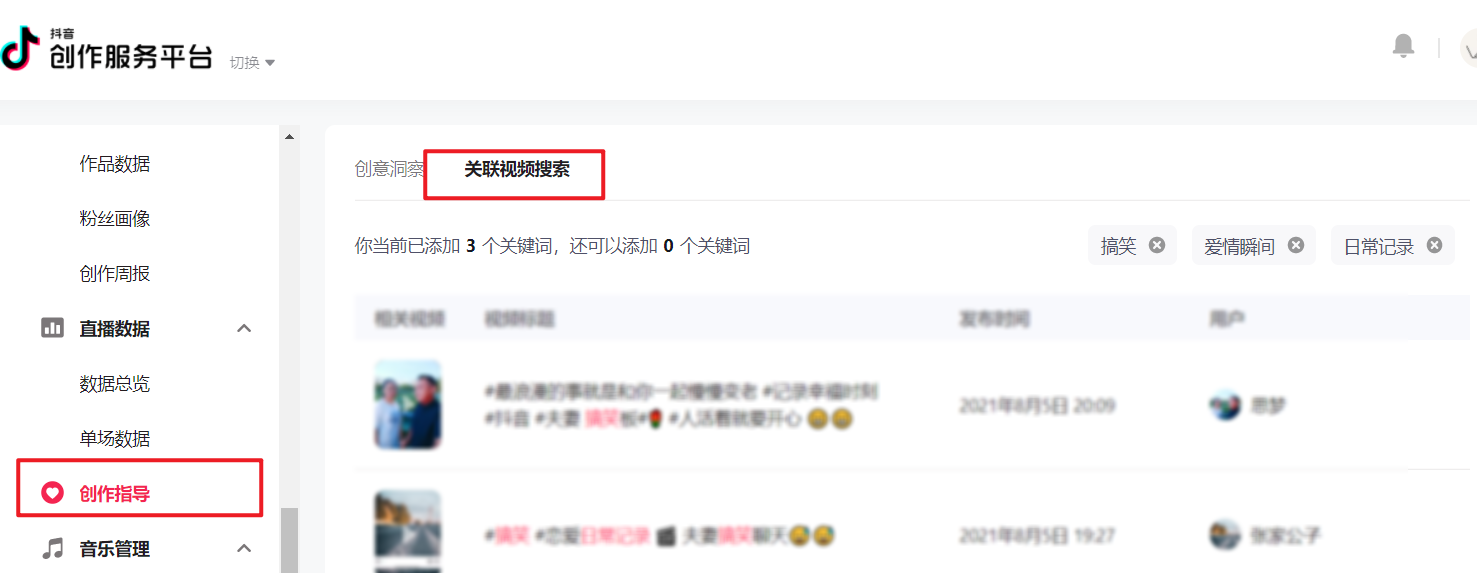 抖音
创作服务平台
切换
作品数据
粉丝画像
创作周报
直播数据
数据总览
单场数据
创作指导
音乐管理
创意洞察 关联视频搜索
你当前已添加 3 个关键词，还可以添加 0 个关键词
搞笑 爱情瞬间 日常记录
相关视频 视频标题 发布时间 用户
#最浪漫的事就是和你一起慢慢变老 #记录幸福时刻
#抖音 #夫妻 搞笑板# #人活着就要开心
2021年8月5日 20:09
思梦
#搞笑 #恋爱日常记录 夫妻搞笑聊天
2021年8月5日 19:27
张家公子